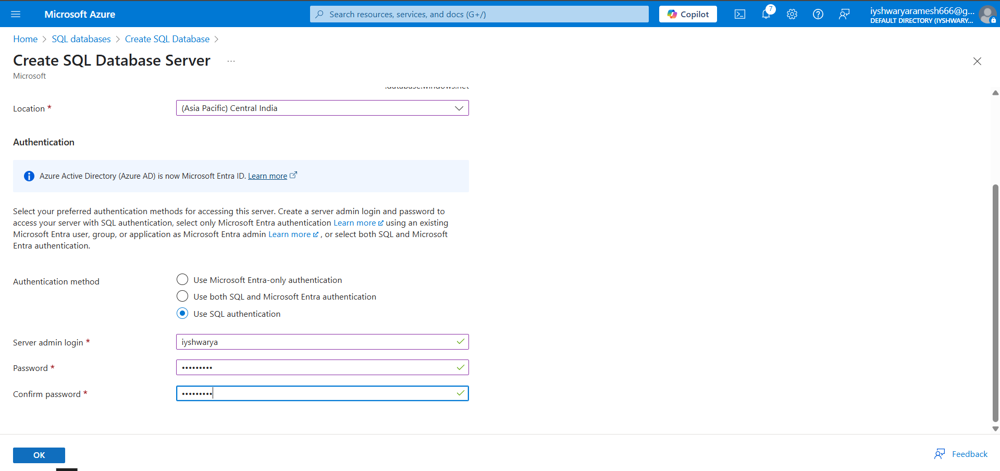 Microsoft Azure
Search resources, services, and docs (G+/)
Copilot
7
iyshwaryaramesh666@g...
DEFAULT DIRECTORY (IYSHWARY...
Home > SQL databases > Create SQL Database >
Create SQL Database Server ...
Microsoft
.database.windows.net
Location *
(Asia Pacific) Central India
Authentication
Azure Active Directory (Azure AD) is now Microsoft Entra ID. Learn more
Select your preferred authentication methods for accessing this server. Create a server admin login and password to
access your server with SQL authentication, select only Microsoft Entra authentication Learn more using an existing
Microsoft Entra user, group, or application as Microsoft Entra admin Learn more , or select both SQL and Microsoft
Entra authentication.
Authentication method
Use Microsoft Entra-only authentication
Use both SQL and Microsoft Entra authentication
Use SQL authentication
Server admin login *
iyshwarya
Password *
•••••••••
Confirm password *
•••••••••
OK
Feedback